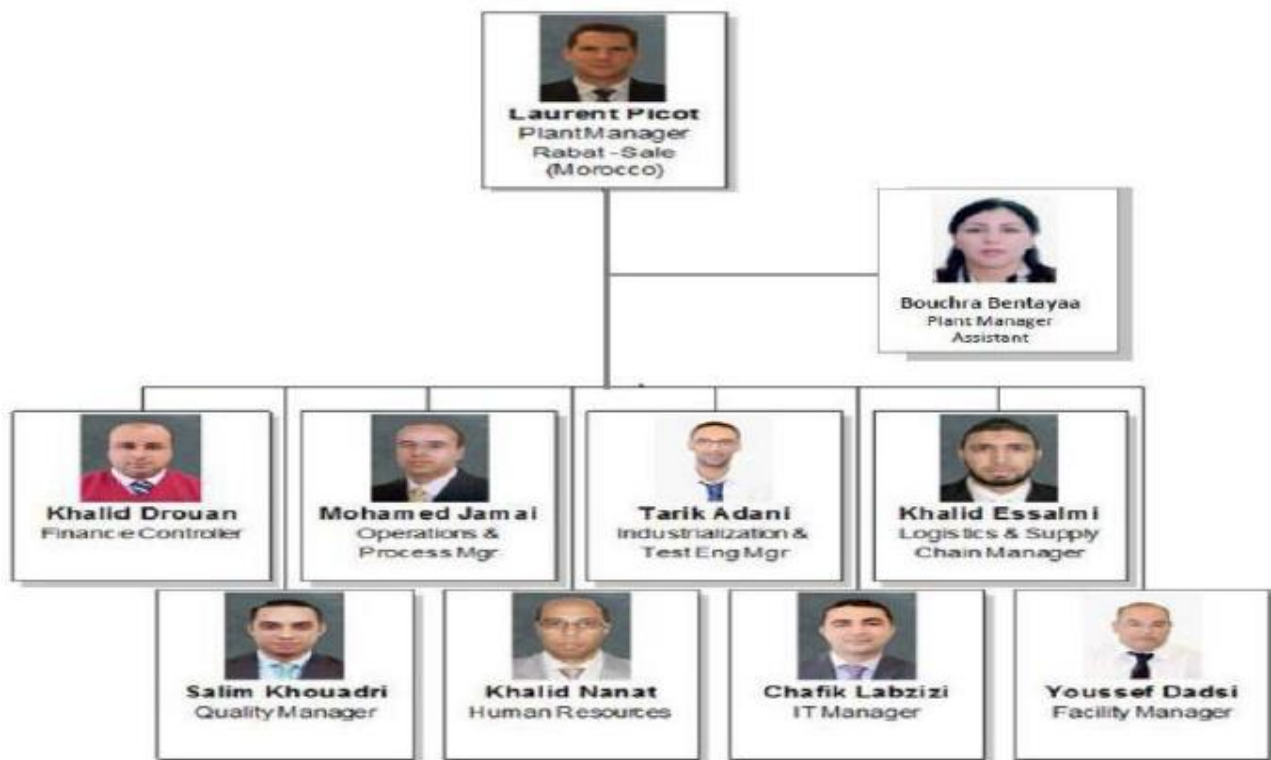 Laurent Picot
PlantManager
Rabat -Sale
(Morocco)
Bouchra Bentayaa
Plant Manager
Assistant
Khalid Drouan
Finance Controller
Mohamed Jamai
Operations &
Process Mgr
Tarik Adani
Industrialization &
Test Eng Mgr
Khalid Essalmi
Logistics & Supply
Chain Manager
Salim Khouadri
Quality Manager
Khalid Nanat
Human Resources
Chafik Labzizi
IT Manager
Youssef Dadsi
Facility Manager